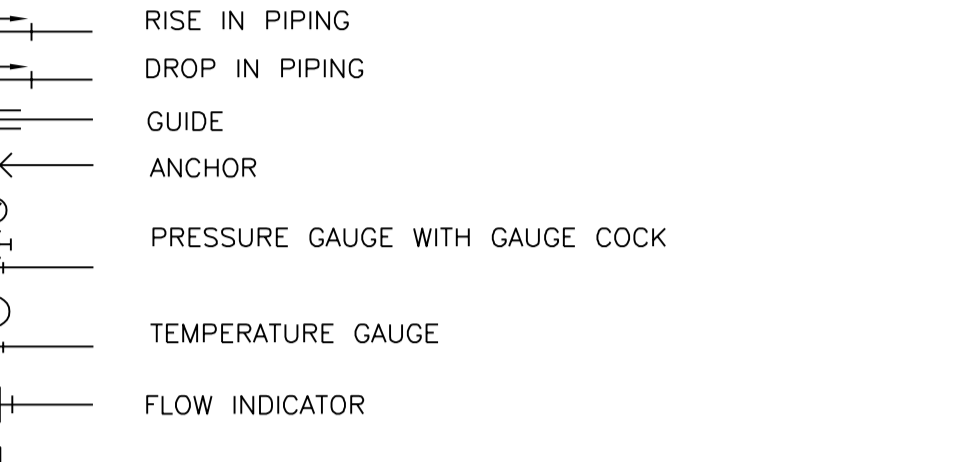 RISE IN PIPING
DROP IN PIPING
GUIDE
ANCHOR
PRESSURE GAUGE WITH GAUGE COCK
TEMPERATURE GAUGE
FLOW INDICATOR